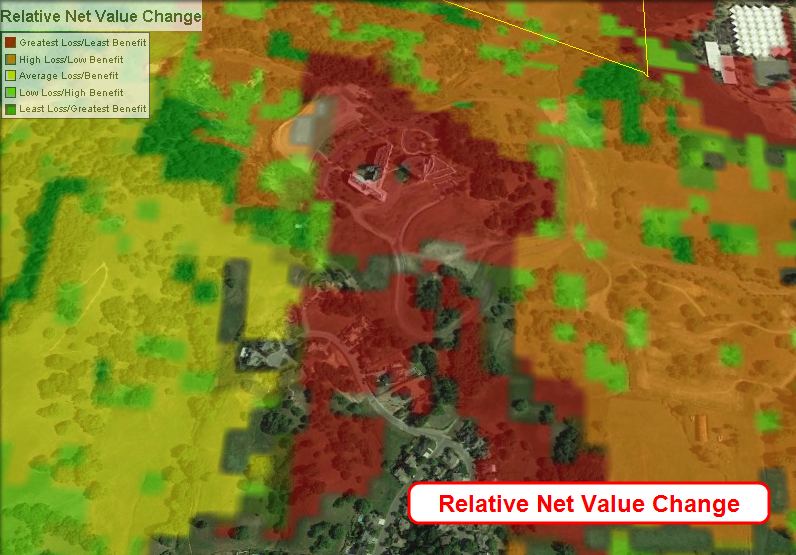 Relative Net Value Change
Greatest Loss/Least Benefit
High Loss/Low Benefit
Average Loss/Benefit
Low Loss/High Benefit
Least Loss/Greatest Benefit
Relative Net Value Change